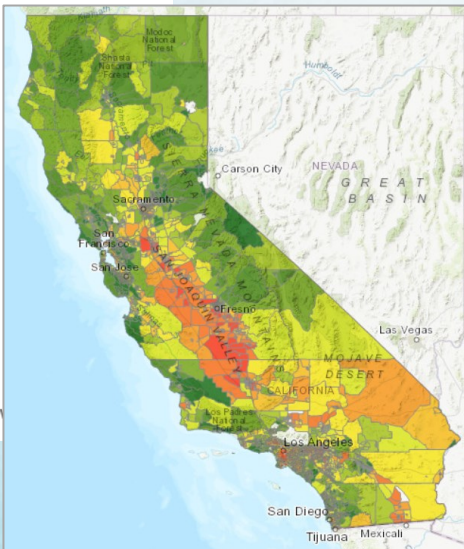 Klamath
Modoc
National
Forest
Shasta
National
Forest
Humboldt
Carson City
NEVADA
GREAT
BASIN
SIERRA NEVADA MOUNTAINS
Sacramento
San
Francisco
San Jose
SAN JOAQUIN VALLEY
Fresno
Las Vegas
MOJAVE
DESERT
CALIFORNIA
Los Padres
National
Forest
Los Angeles
San Diego
Tijuana
Mexicali